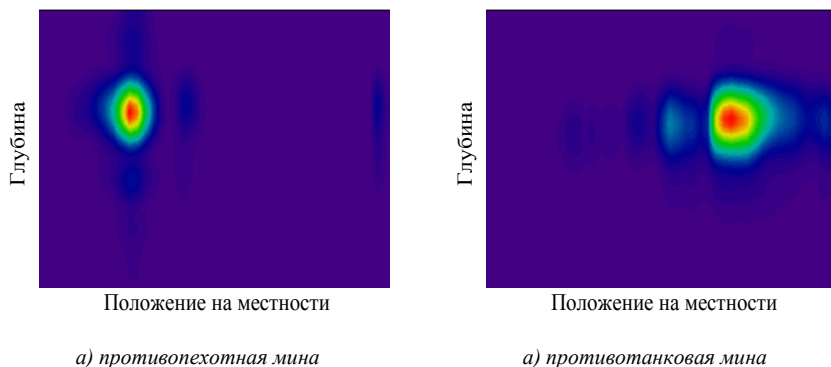 Глубина
Положение на местности
а) противопехотная мина
Глубина
Положение на местности
а) противотанковая мина